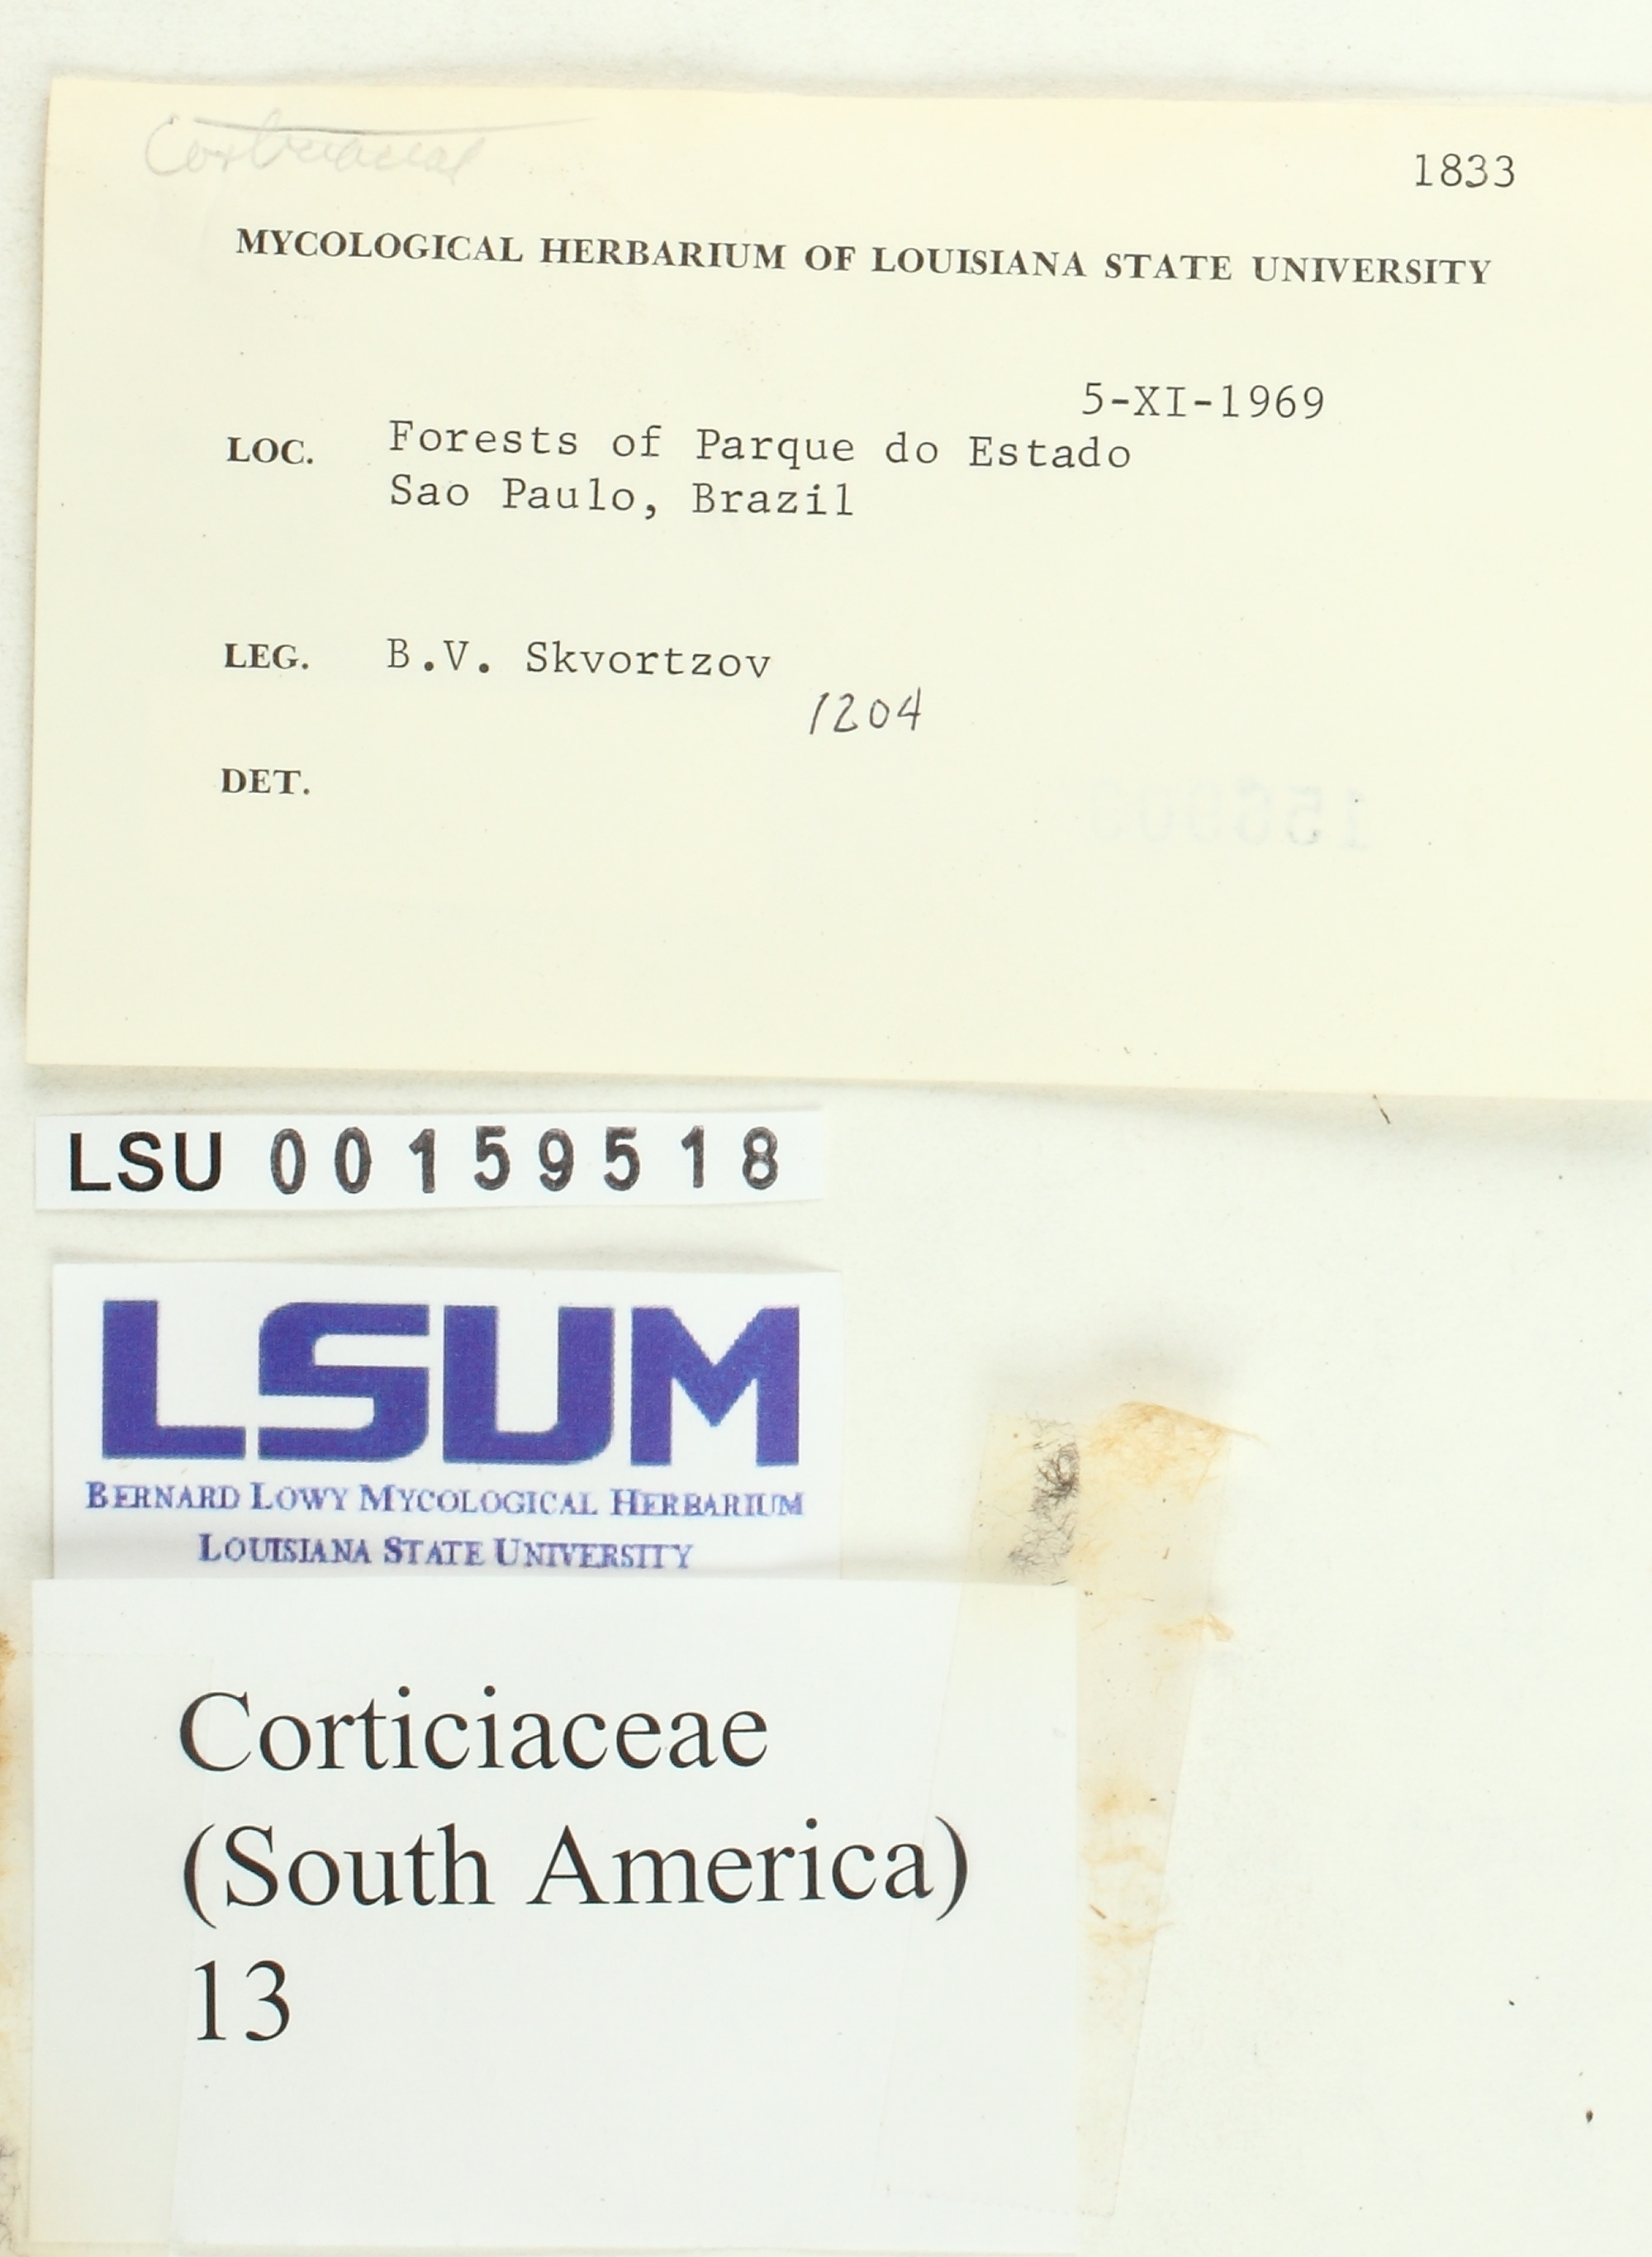 1833
MYCOLOGICAL HERBARIUM OF LOUISIANA STATE UNIVERSITY
5-XI-1969
LOC. Forests of Parque do Estado
Sao Paulo, Brazil
LEG. B.V. Skvortzov
1204
DET.
LSU 00159518
LSUM
BERNARD LOWY MYCOLOGICAL HERBARIUM
LOUISIANA STATE UNIVERSITY
Corticiaceae
(South America)
13